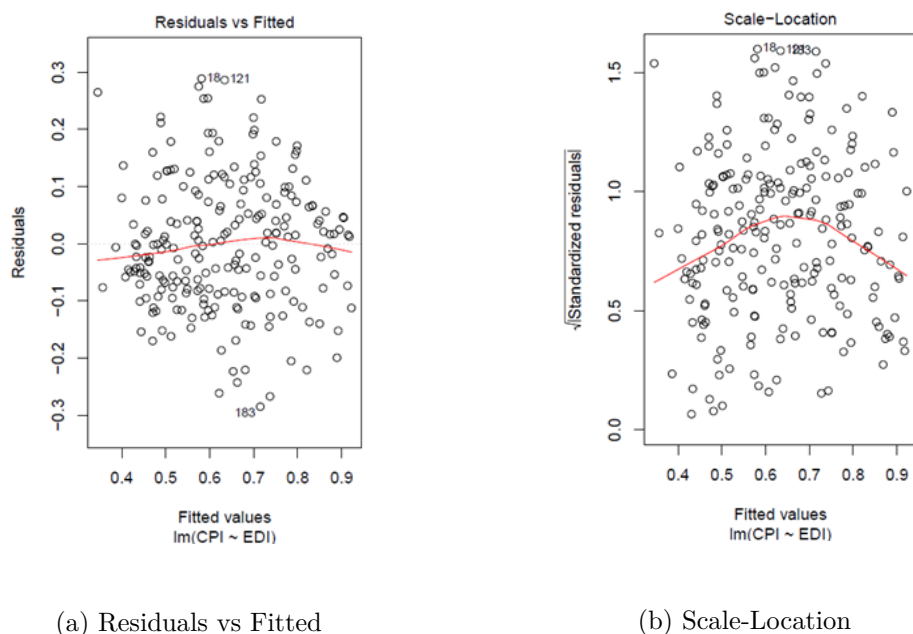 Residuals vs Fitted
Residuals
0.3
0.2
0.1
0.0
-0.1
-0.2
-0.3
18
121
183
0.4 0.5 0.6 0.7 0.8 0.9
Fitted values
lm(CPI ~ EDI)
(a) Residuals vs Fitted
Scale-Location
√|Standardized residuals|
1.5
1.0
0.5
0.0
18
0.4 0.5 0.6 0.7 0.8 0.9
Fitted values
lm(CPI ~ EDI)
(b) Scale-Location